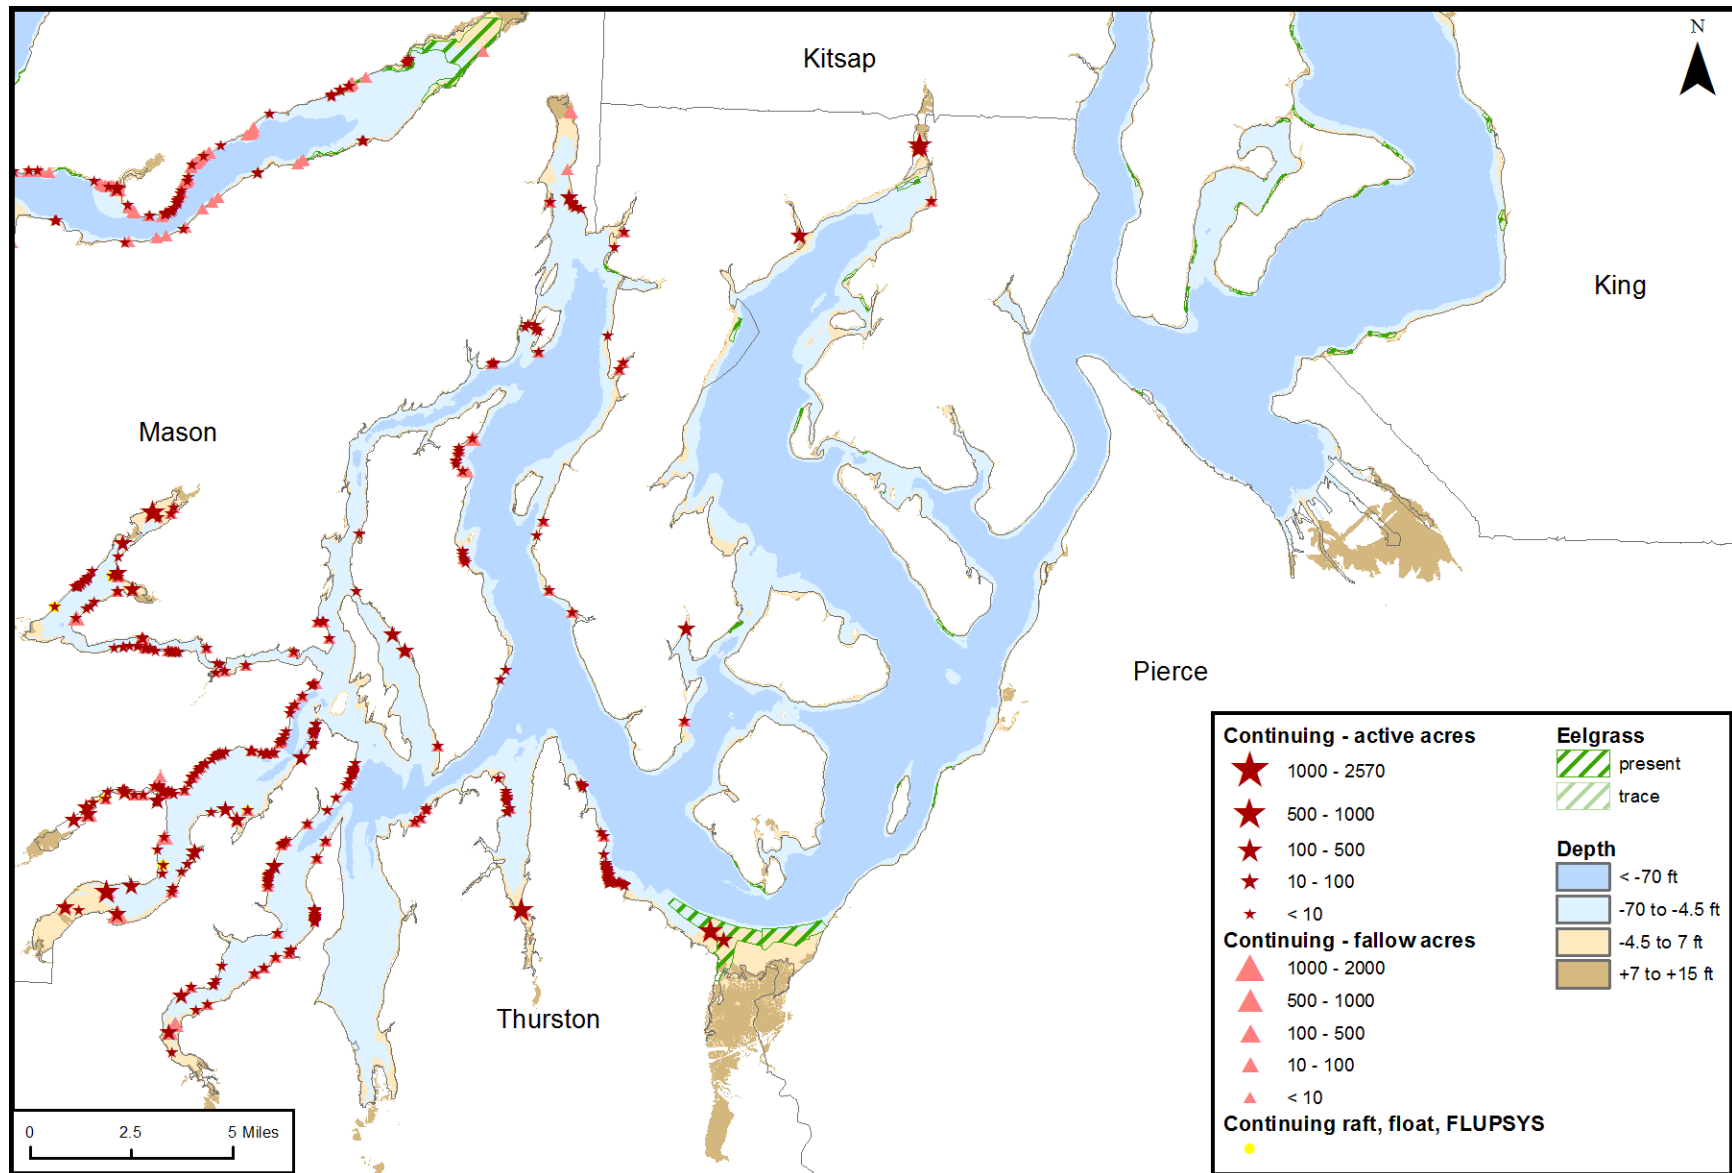 N
Kitsap
King
Mason
Pierce
Thurston
Continuing - active acres
1000 - 2570
500 - 1000
100 - 500
10 - 100
< 10
Continuing - fallow acres
1000 - 2000
500 - 1000
100 - 500
10 - 100
< 10
Continuing raft, float, FLUPSYS
Eelgrass
present
trace
Depth
< -70 ft
-70 to -4.5 ft
-4.5 to 7 ft
+7 to +15 ft
0 2.5 5 Miles